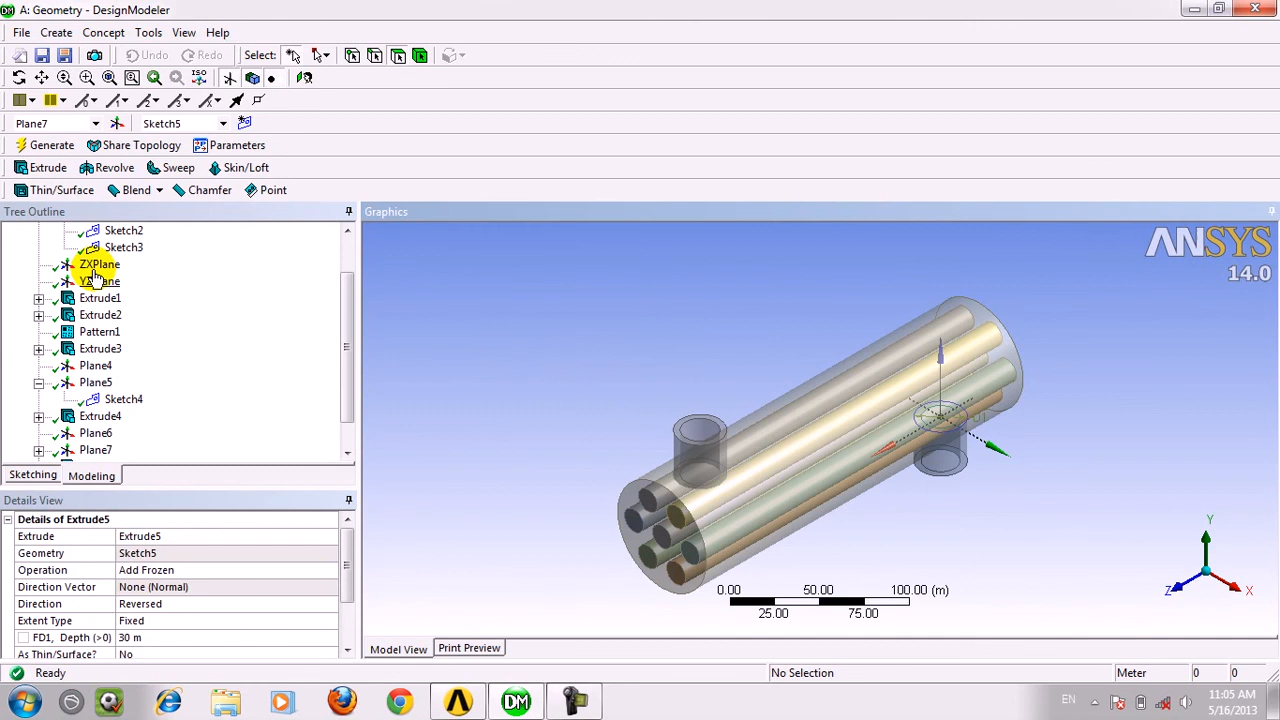 A: Geometry - DesignModeler
File Create Concept Tools View Help
Undo Redo Select:
Plane7 Sketch5
Generate Share Topology Parameters
Extrude Revolve Sweep Skin/Loft
Thin/Surface Blend Chamfer Point
Tree Outline
Sketch2
Sketch3
ZXPlane
YZPlane
Extrude1
Extrude2
Pattern1
Extrude3
Plane4
Plane5
Sketch4
Extrude4
Plane6
Plane7
Sketching Modeling
Details View
Details of Extrude5
Extrude Extrude5
Geometry Sketch5
Operation Add Frozen
Direction Vector None (Normal)
Direction Reversed
Extent Type Fixed
FD1, Depth (>0) 30 m
As Thin/Surface? No
Graphics
ANSYS
14.0
Y
Z
X
0.00 50.00 100.00 (m)
25.00 75.00
Model View Print Preview
Ready No Selection Meter 0 0
EN
11:05 AM
5/16/2013